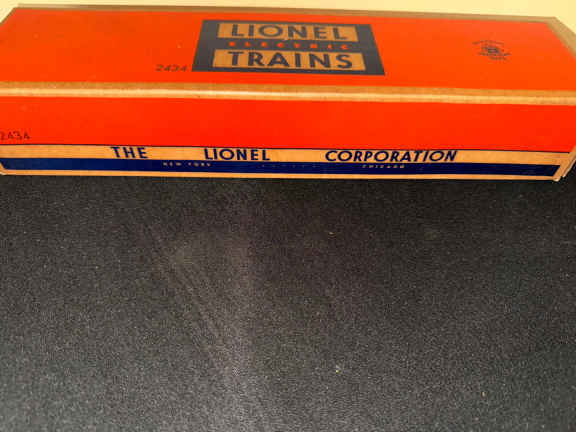 LIONEL
ELECTRIC
TRAINS
2434
2434
THE LIONEL CORPORATION
NEW YORK CHICAGO